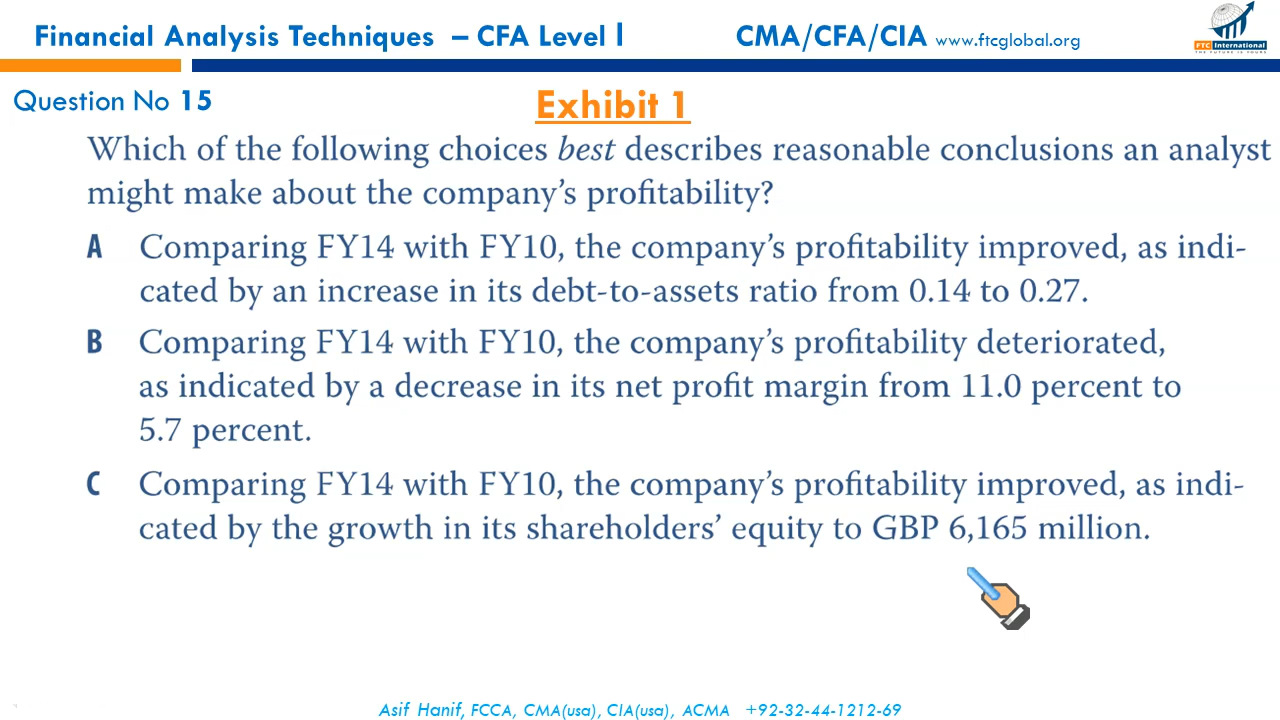 Financial Analysis Techniques – CFA Level I
CMA/CFA/CIA www.ftcglobal.org
FTC International
THE FUTURE IS YOURS
Question No 15
Exhibit 1
Which of the following choices best describes reasonable conclusions an analyst
might make about the company's profitability?
A Comparing FY14 with FY10, the company's profitability improved, as indi-
cated by an increase in its debt-to-assets ratio from 0.14 to 0.27.
B Comparing FY14 with FY10, the company's profitability deteriorated,
as indicated by a decrease in its net profit margin from 11.0 percent to
5.7 percent.
C Comparing FY14 with FY10, the company's profitability improved, as indi-
cated by the growth in its shareholders' equity to GBP 6,165 million.
Asif Hanif, FCCA, CMA(usa), CIA(usa), ACMA +92-32-44-1212-69